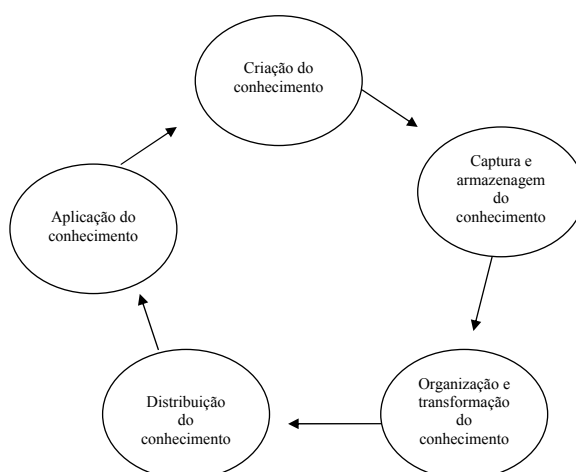 Criação do
conhecimento
Captura e
armazenagem
do
conhecimento
Organização e
transformação
do
conhecimento
Distribuição
do
conhecimento
Aplicação do
conhecimento